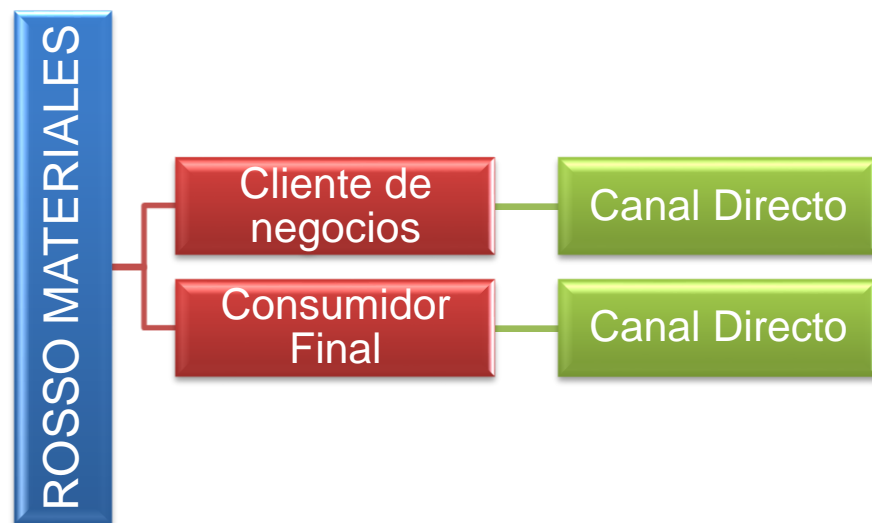 ROSSO MATERIALES
Cliente de
negocios
Canal Directo
Consumidor
Final
Canal Directo